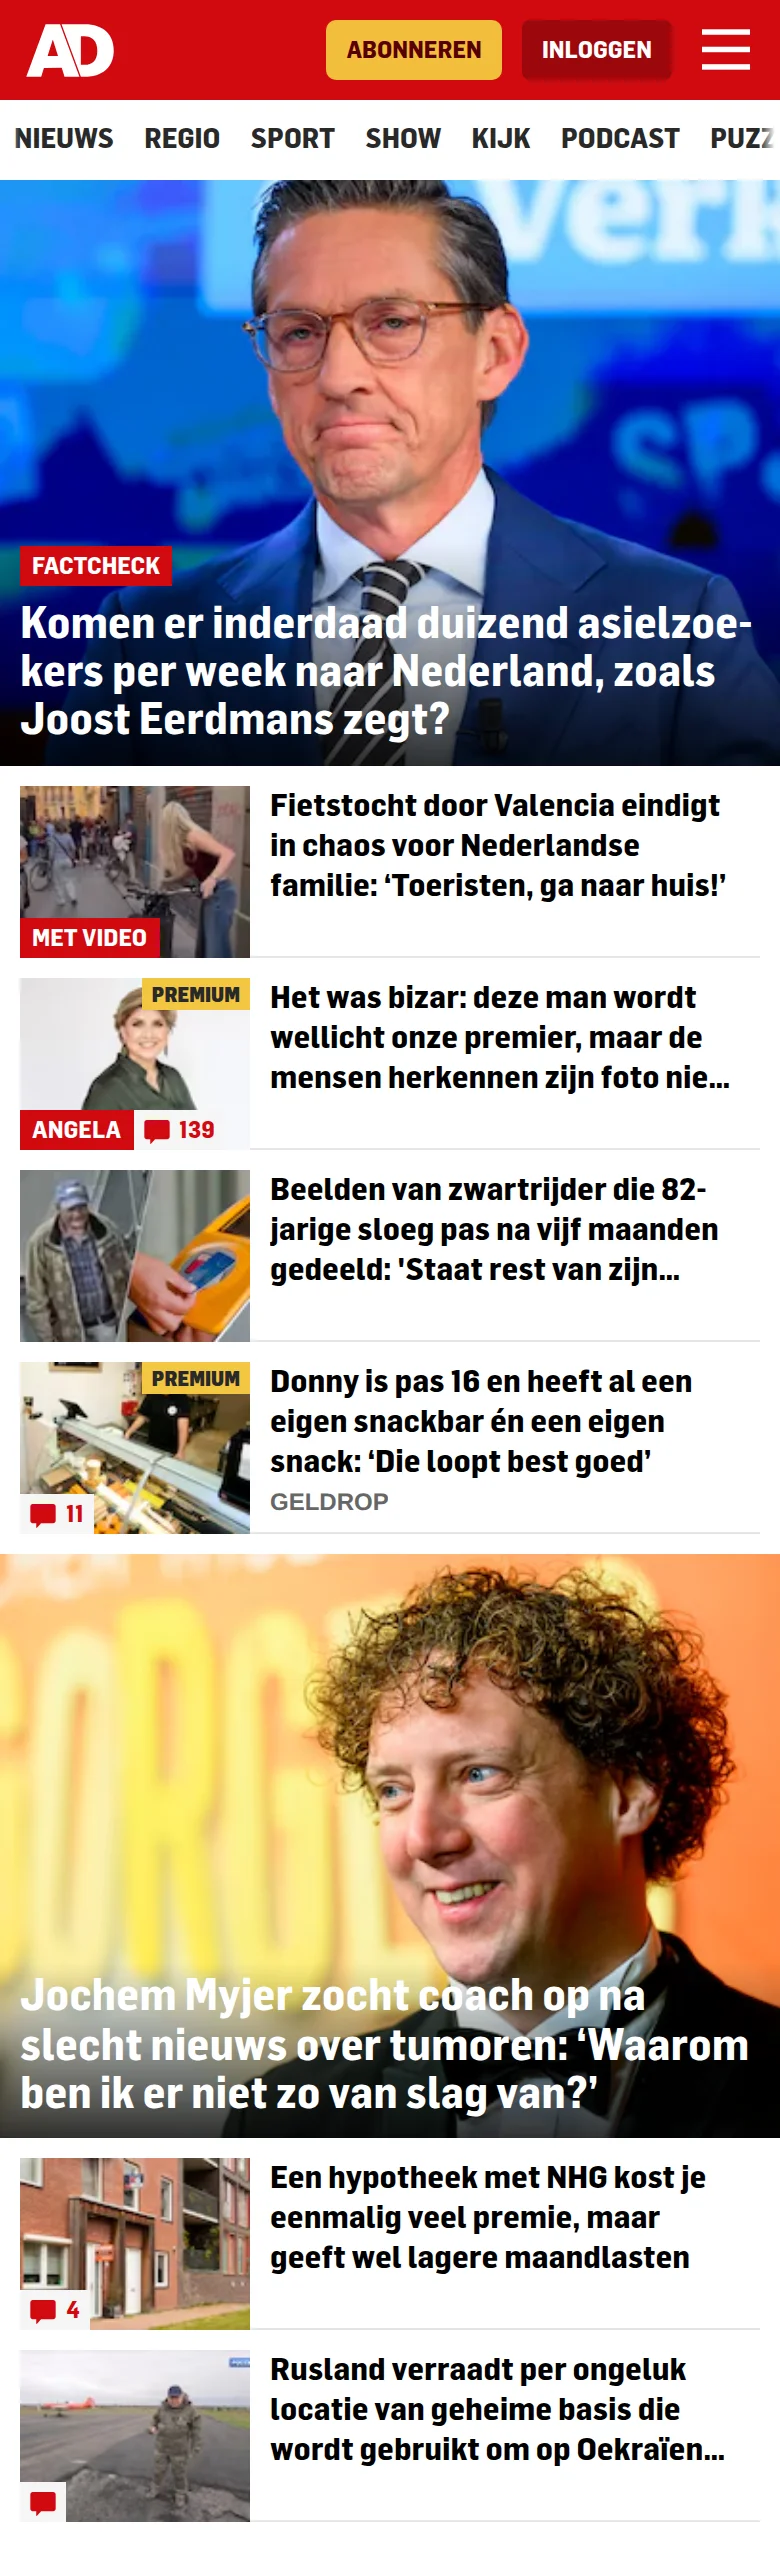 AD
ABONNEREN
INLOGGEN
NIEUWS REGIO SPORT SHOW KIJK PODCAST PUZZ
verk
SP.
FACTCHECK
Komen er inderdaad duizend asielzoe-
kers per week naar Nederland, zoals
Joost Eerdmans zegt?
Fietstocht door Valencia eindigt
in chaos voor Nederlandse
familie: ‘Toeristen, ga naar huis!’
MET VIDEO
PREMIUM
Het was bizar: deze man wordt
wellicht onze premier, maar de
mensen herkennen zijn foto nie...
ANGELA
139
Beelden van zwartrijder die 82-
jarige sloeg pas na vijf maanden
gedeeld: 'Staat rest van zijn...
PREMIUM
Donny is pas 16 en heeft al een
eigen snackbar én een eigen
snack: ‘Die loopt best goed’
GELDROP
11
ORGE
Jochem Myjer zocht coach op na
slecht nieuws over tumoren: ‘Waarom
ben ik er niet zo van slag van?’
Een hypotheek met NHG kost je
eenmalig veel premie, maar
geeft wel lagere maandlasten
4
Rusland verraadt per ongeluk
locatie van geheime basis die
wordt gebruikt om op Oekraïen...